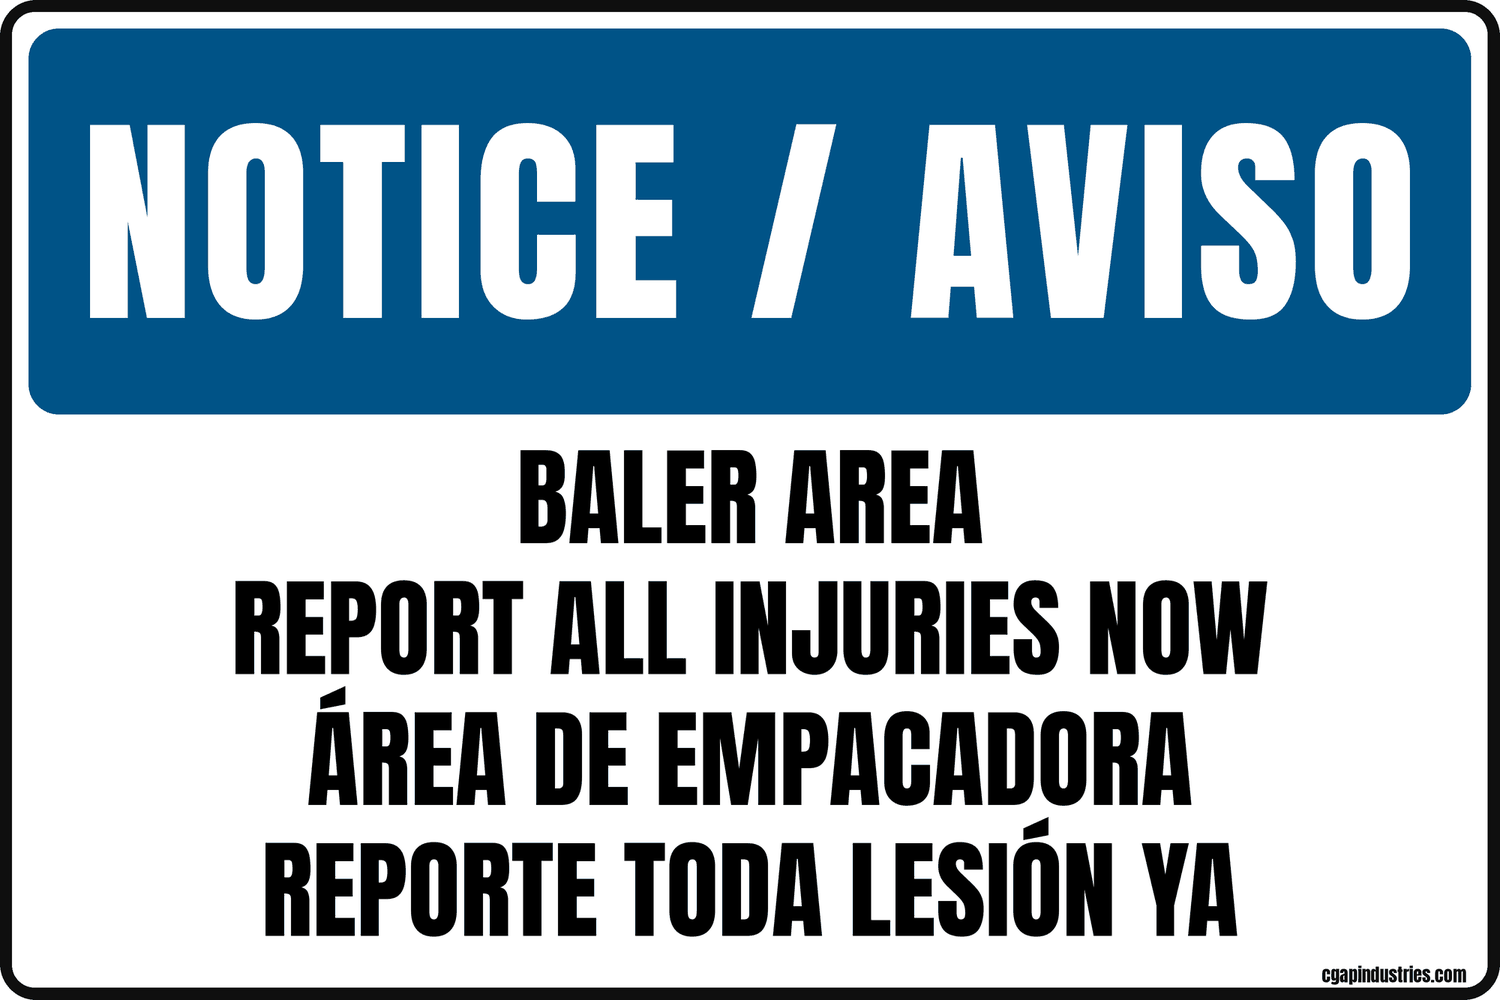 NOTICE / AVISO
BALER AREA
REPORT ALL INJURIES NOW
ÁREA DE EMPACADORA
REPORTE TODA LESIÓN YA
cgapindustries.com